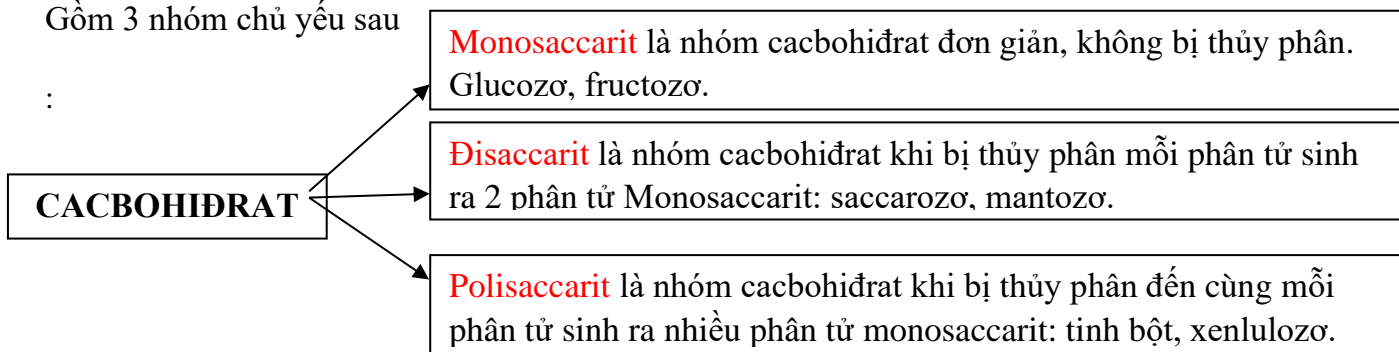 Gồm 3 nhóm chủ yếu sau
:
Monosaccarit là nhóm cacbohiđrat đơn giản, không bị thủy phân.
Glucozơ, fructozơ.
Đisaccarit là nhóm cacbohiđrat khi bị thủy phân mỗi phân tử sinh
ra 2 phân tử Monosaccarit: saccarozơ, mantozơ.
CACBOHIĐRAT
Polisaccarit là nhóm cacbohiđrat khi bị thủy phân đến cùng mỗi
phân tử sinh ra nhiều phân tử monosaccarit: tinh bột, xenlulozơ.